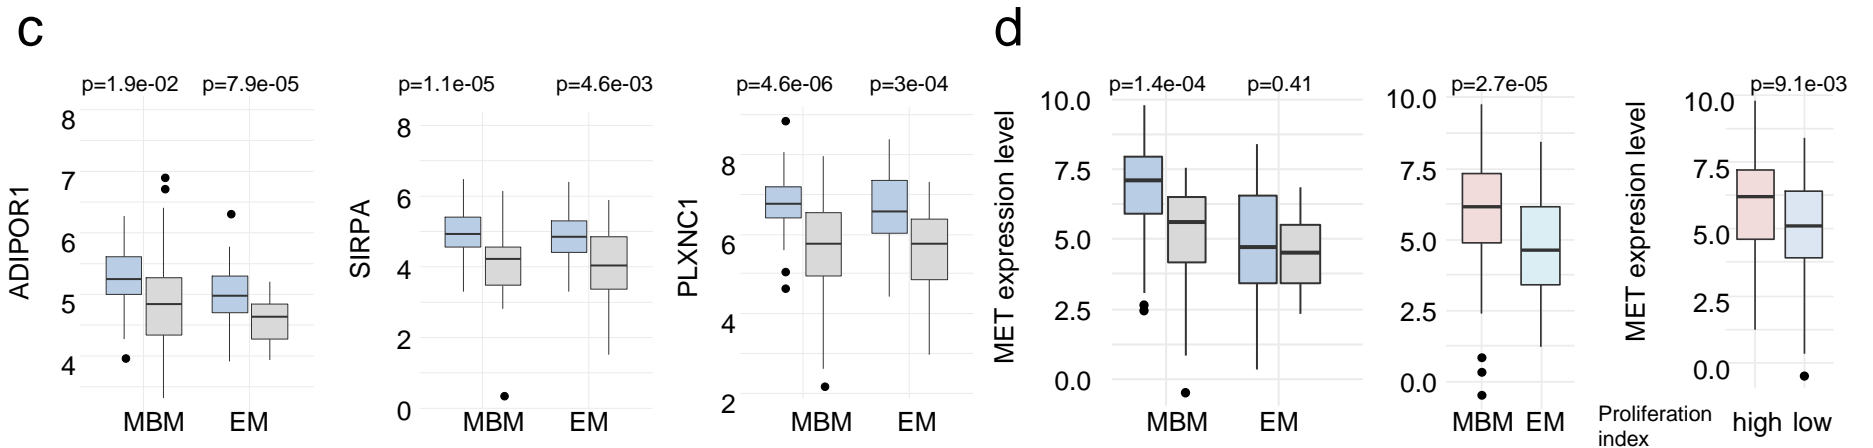 c
p=1.9e-02 p=7.9e-05
ADIPOR1
8
7
6
5
4
MBM EM
p=1.1e-05 p=4.6e-03
SIRPA
8
6
4
2
0
MBM EM
p=4.6e-06 p=3e-04
PLXNC1
8
6
4
2
MBM EM
d
p=1.4e-04 p=0.41
MET expression level
10.0
7.5
5.0
2.5
0.0
MBM EM
p=2.7e-05
10.0
7.5
5.0
2.5
0.0
MBM EM
p=9.1e-03
MET expresion level
10.0
7.5
5.0
2.5
0.0
Proliferation
index
high low